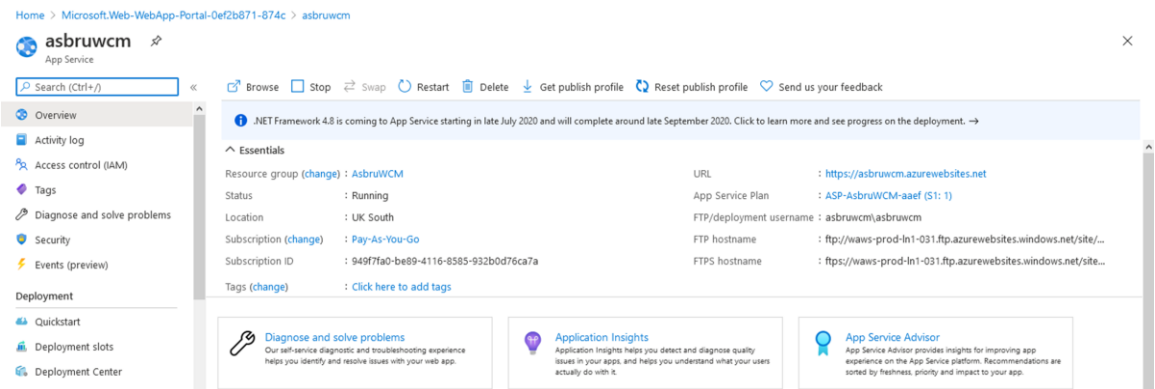 Home > Microsoft.Web-WebApp-Portal-0ef2b871-874c > asbruwcm
asbruwcm
App Service
Search (Ctrl+/)
«
Browse Stop Swap Restart Delete Get publish profile Reset publish profile Send us your feedback
Overview
Activity log
Access control (IAM)
Tags
Diagnose and solve problems
Security
Events (preview)
Deployment
Quickstart
Deployment slots
Deployment Center
.NET Framework 4.8 is coming to App Service starting in late July 2020 and will complete around late September 2020. Click to learn more and see progress on the deployment. →
Essentials
Resource group (change) : AsbruWCM
Status : Running
Location : UK South
Subscription (change) : Pay-As-You-Go
Subscription ID : 949f7fa0-be89-4116-8585-932b0d76ca7a
Tags (change) : Click here to add tags
URL : https://asbruwcm.azurewebsites.net
App Service Plan : ASP-AsbruWCM-aaef (S1: 1)
FTP/deployment username : asbruwcm\asbruwcm
FTP hostname : ftp://waws-prod-ln1-031.ftp.azurewebsites.windows.net/site/...
FTPS hostname : ftps://waws-prod-ln1-031.ftp.azurewebsites.windows.net/site...
Diagnose and solve problems
Our self-service diagnostic and troubleshooting experience
helps you identify and resolve issues with your web app.
Application Insights
Application Insights helps you detect and diagnose quality
issues in your apps, and helps you understand what your users
actually do with it.
App Service Advisor
App Service Advisor provides insights for improving app
experience on the App Service platform. Recommendations are
sorted by freshness, priority and impact to your app.